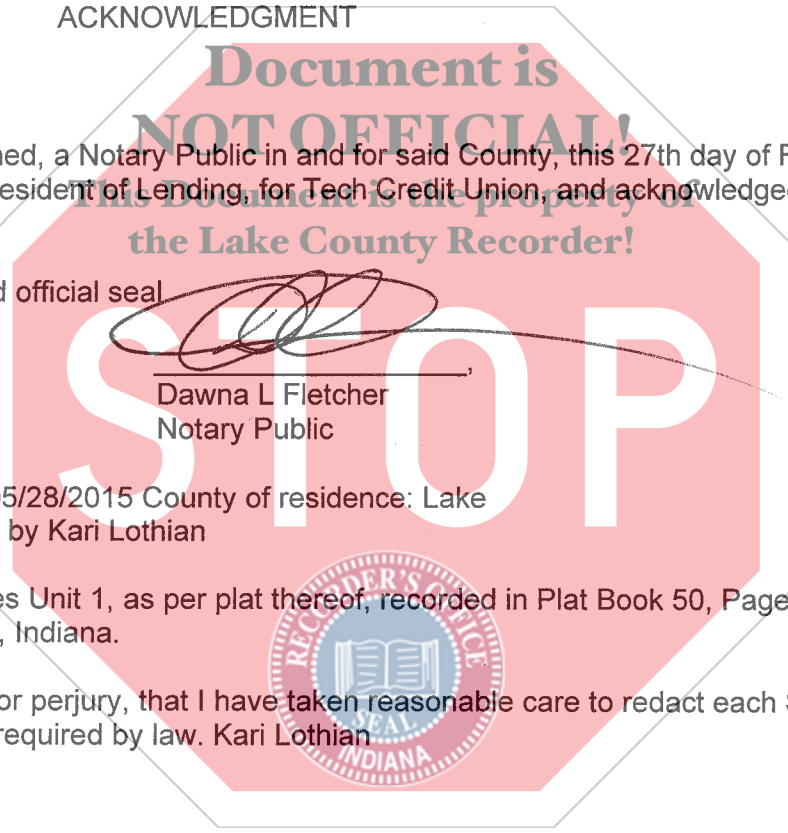 ACKNOWLEDGMENT
Document is
NOT OFFICIAL!
ned, a Notary Public in and for said County, this 27th day of F
This Document is the property of
esident of Lending, for Tech Credit Union, and acknowledged
the Lake County Recorder!
d official seal
STOP
Dawna L Fletcher
Notary Public
05/28/2015 County of residence: Lake
by Kari Lothian
es Unit 1, as per plat thereof, recorded in Plat Book 50, Page
, Indiana.
RECORDER'S OFFICE
SEAL
INDIANA
or perjury, that I have taken reasonable care to redact each S
required by law. Kari Lothian